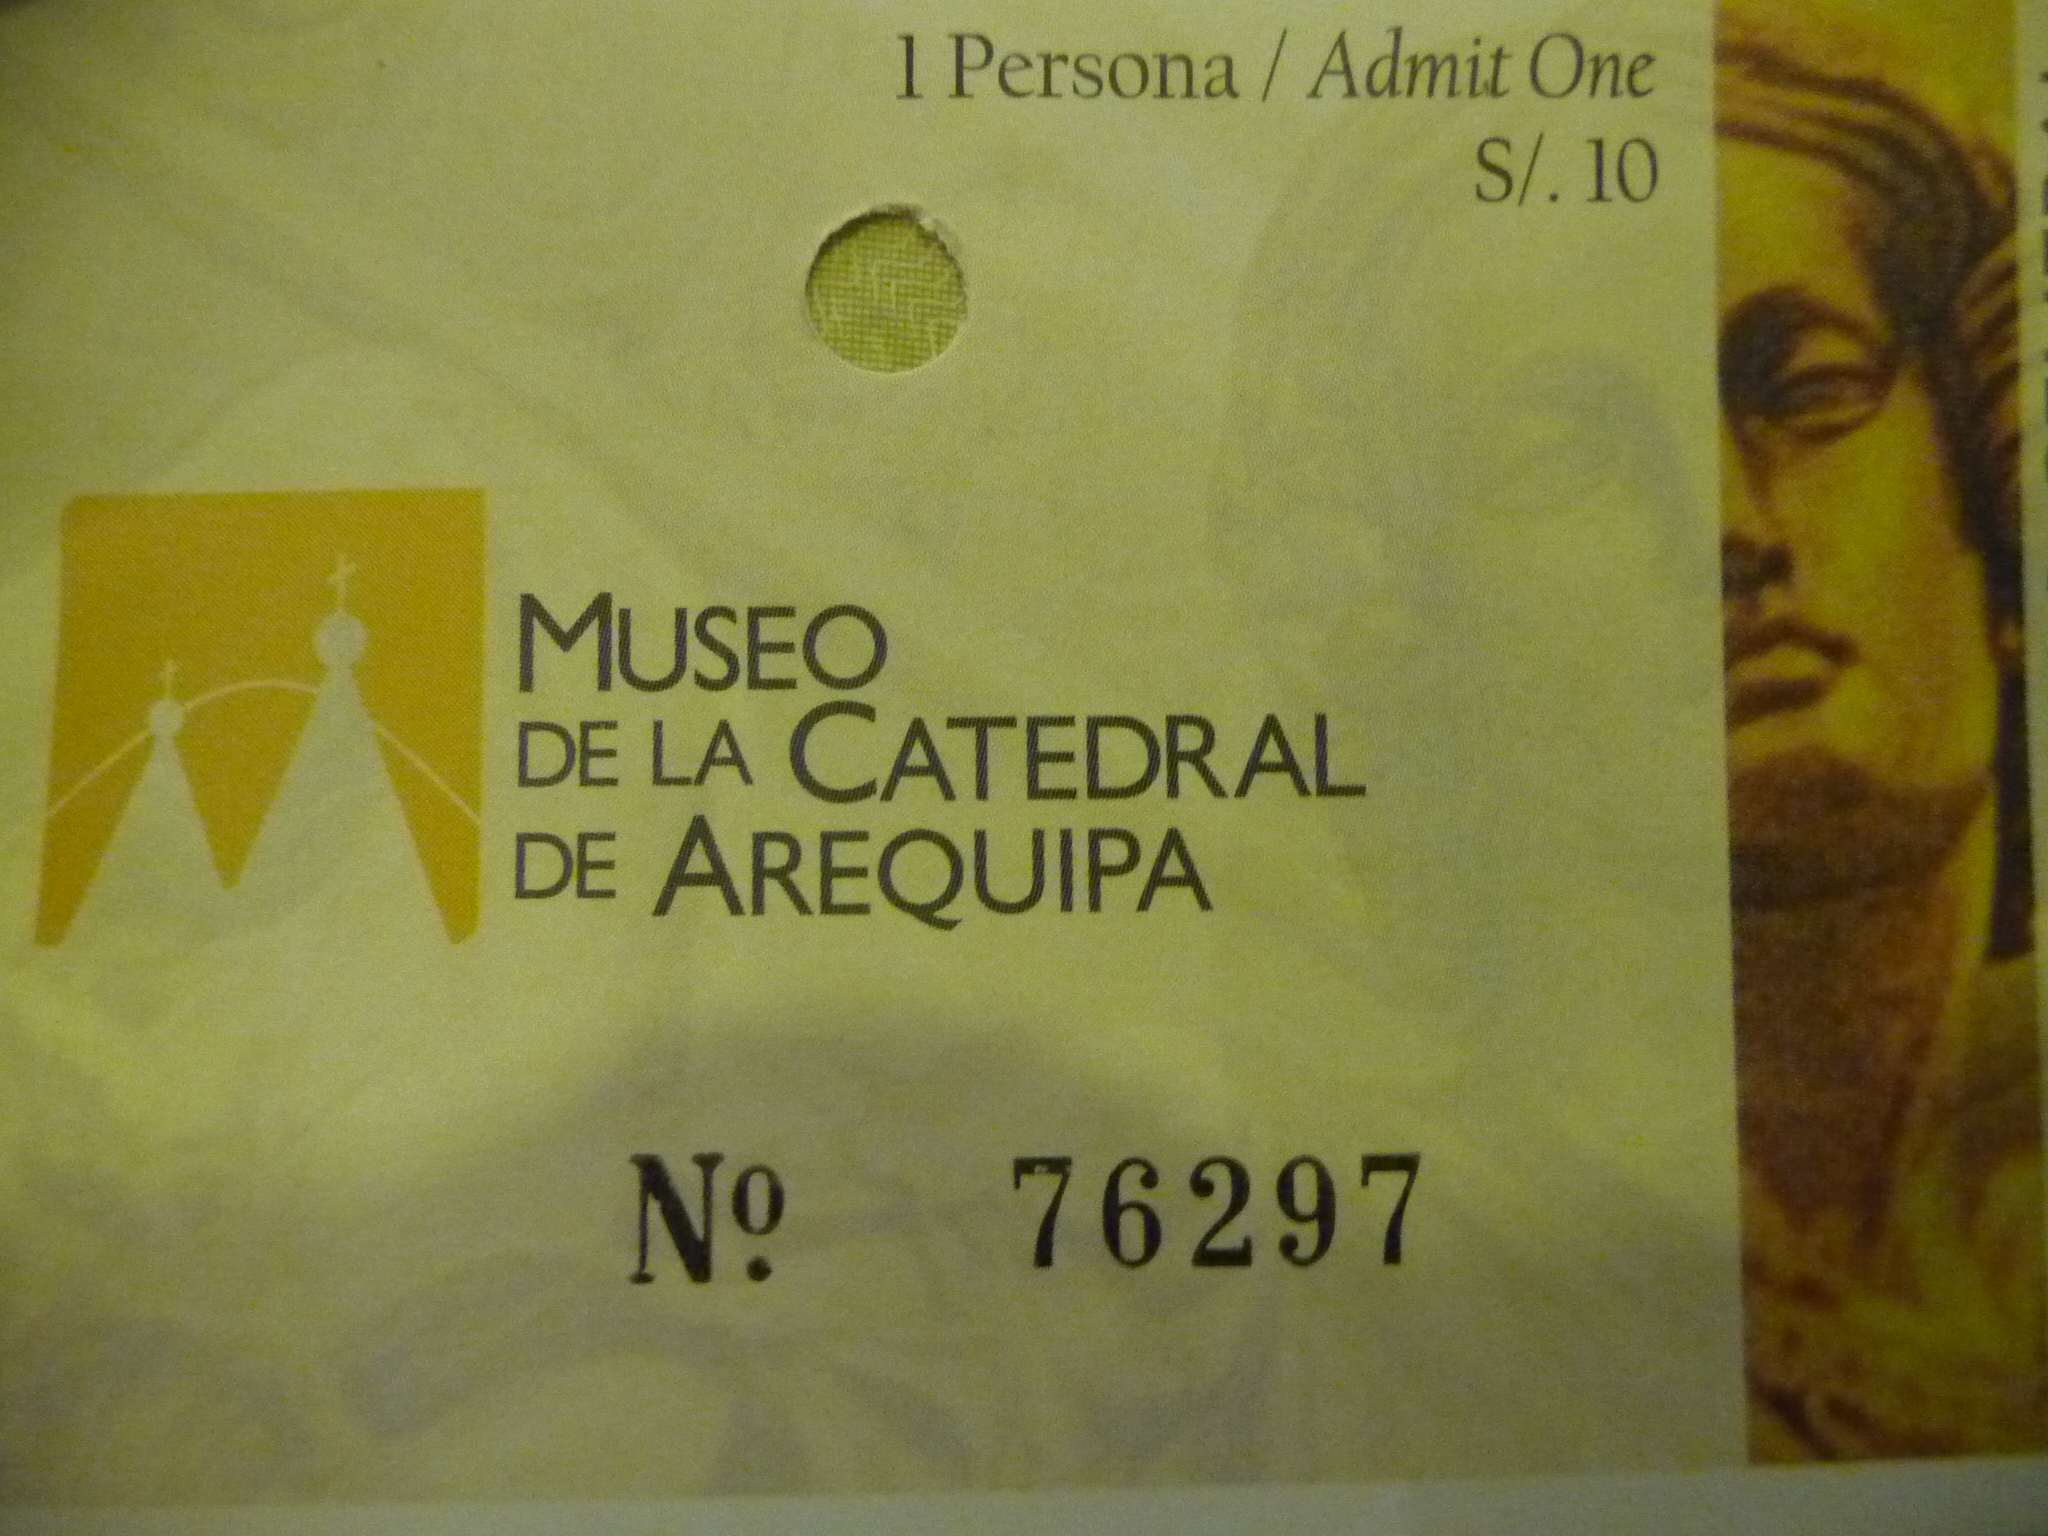 1 Persona / Admit One
S/. 10
MUSEO
DE LA CATEDRAL
DE AREQUIPA
Nº 76297